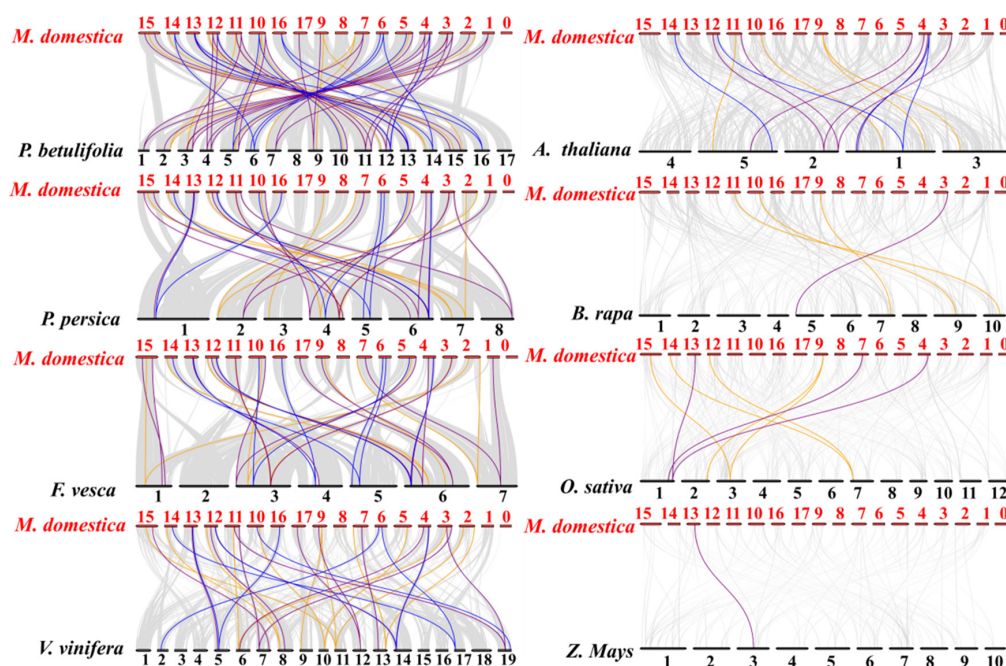 15 14 13 12 11 10 16 17 9 8 7 6 5 4 3 2 1 0
M. domestica
P. betulifolia
1 2 3 4 5 6 7 8 9 10 11 12 13 14 15 16 17
15 14 13 12 11 10 16 17 9 8 7 6 5 4 3 2 1 0
M. domestica
P. persica
1 2 3 4 5 6 7 8
15 14 13 12 11 10 16 17 9 8 7 6 5 4 3 2 1 0
M. domestica
F. vesca
1 2 3 4 5 6 7
15 14 13 12 11 10 16 17 9 8 7 6 5 4 3 2 1 0
M. domestica
V. vinifera
1 2 3 4 5 6 7 8 9 10 11 12 13 14 15 16 17 18 19
15 14 13 12 11 10 16 17 9 8 7 6 5 4 3 2 1 0
M. domestica
A. thaliana
4 5 2 1 3
15 14 13 12 11 10 16 17 9 8 7 6 5 4 3 2 1 0
M. domestica
B. rapa
1 2 3 4 5 6 7 8 9 10
15 14 13 12 11 10 16 17 9 8 7 6 5 4 3 2 1 0
M. domestica
O. sativa
1 2 3 4 5 6 7 8 9 10 11 12
15 14 13 12 11 10 16 17 9 8 7 6 5 4 3 2 1 0
M. domestica
Z. Mays
1 2 3 4 5 6 7 8 9 10